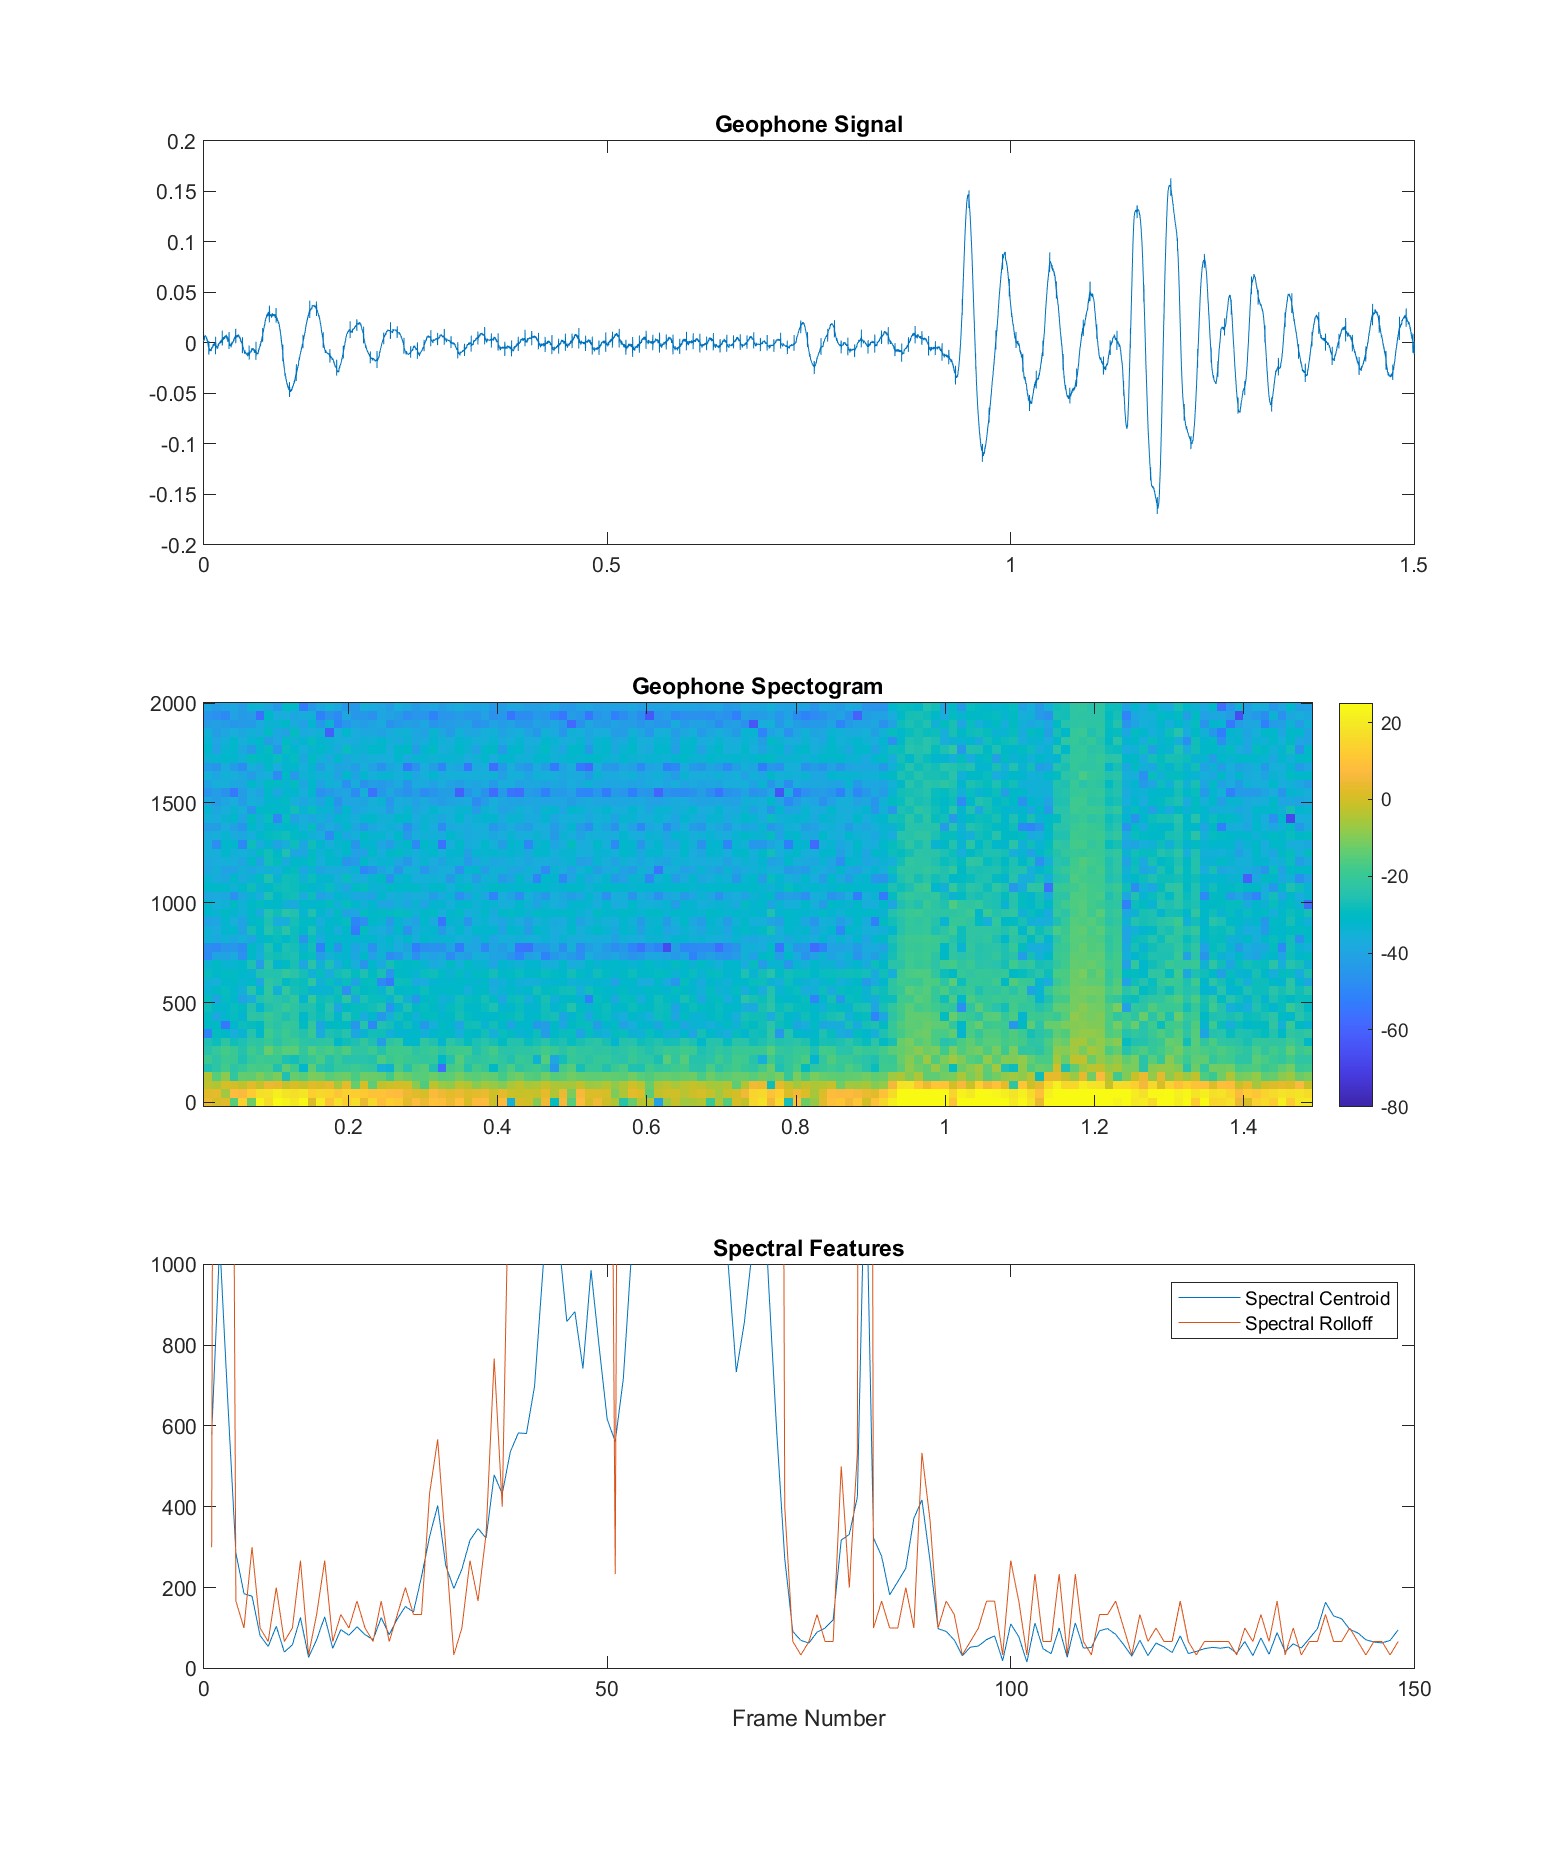 Geophone Signal
0.2
0.15
0.1
0.05
0
-0.05
-0.1
-0.15
-0.2
0 0.5 1 1.5
Geophone Spectogram
2000
1500
1000
500
0
0.2 0.4 0.6 0.8 1 1.2 1.4
20
0
-20
-40
-60
-80
Spectral Features
1000
800
600
400
200
0
Spectral Centroid
Spectral Rolloff
0 50 100 150
Frame Number